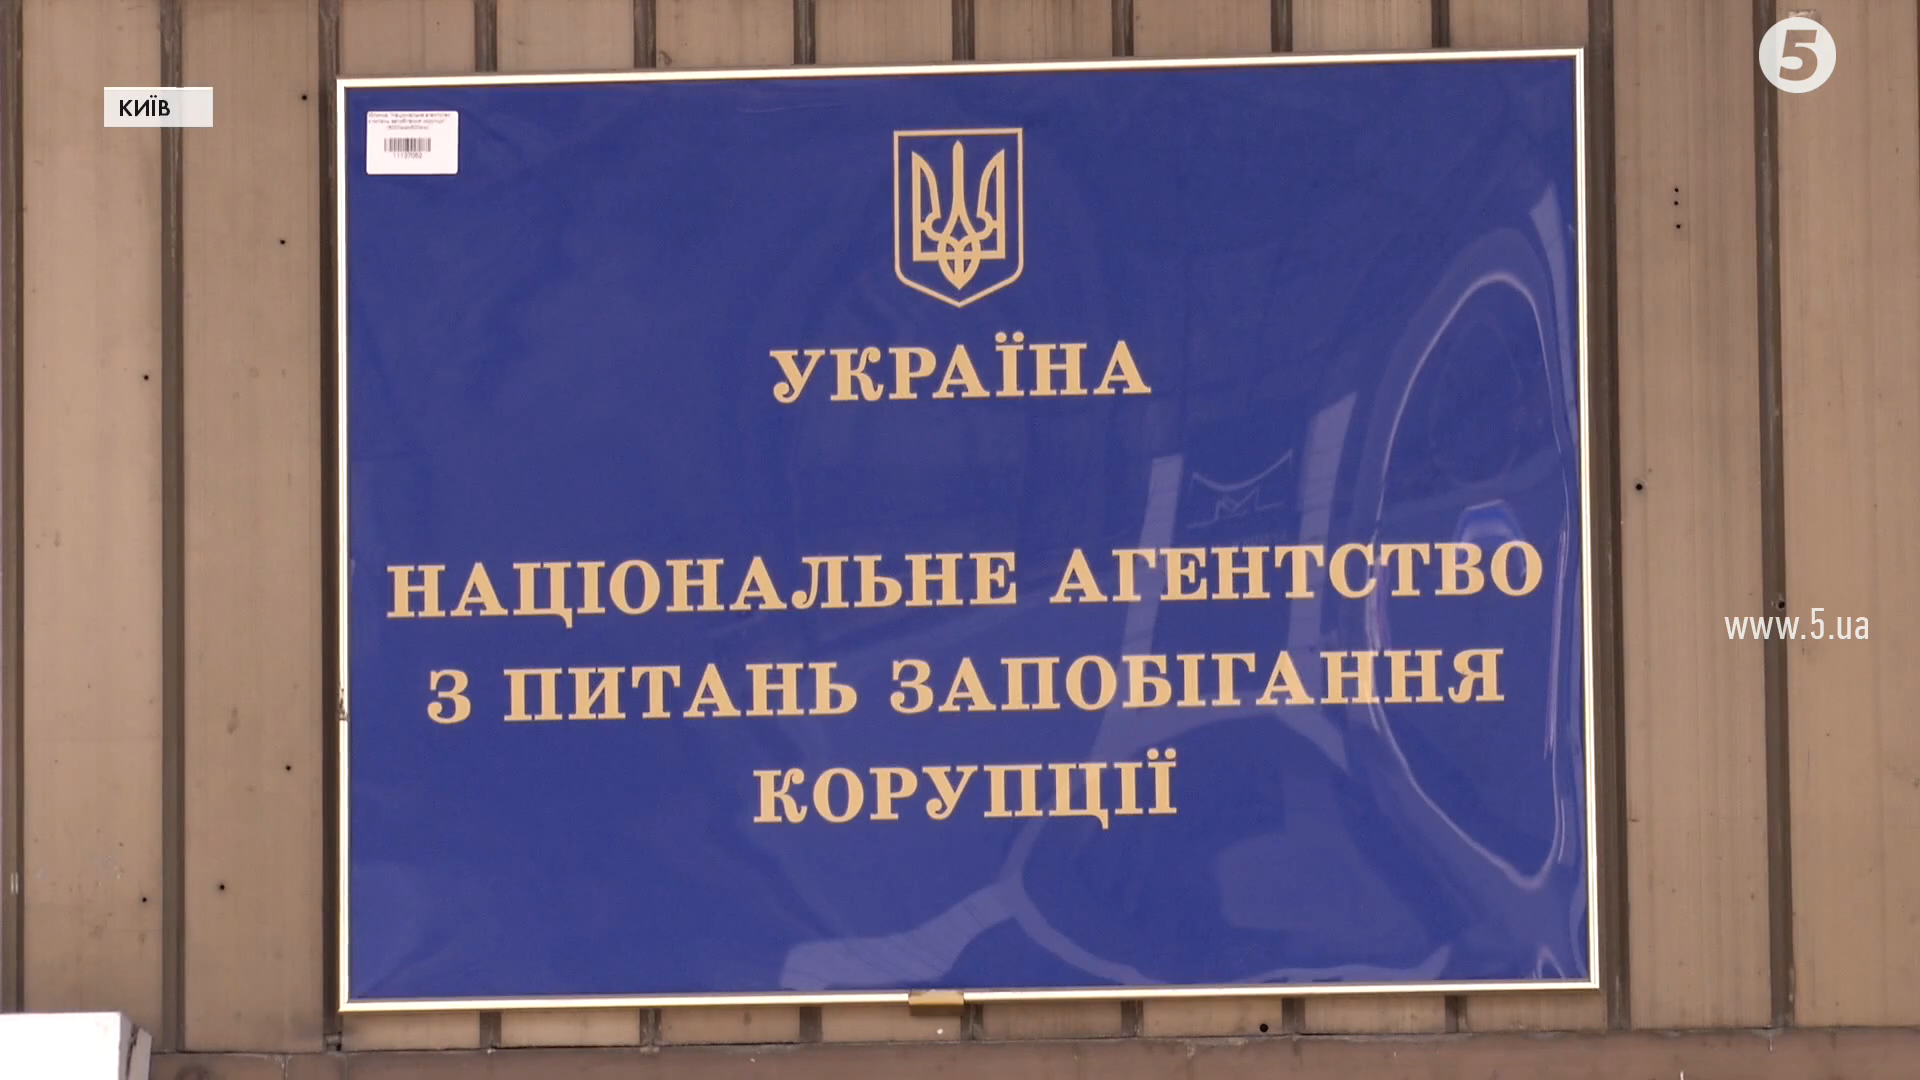 5
КИЇВ
УКРАЇНА
НАЦІОНАЛЬНЕ АГЕНТСТВО
З ПИТАНЬ ЗАПОБІГАННЯ
КОРУПЦІЇ
www.5.ua